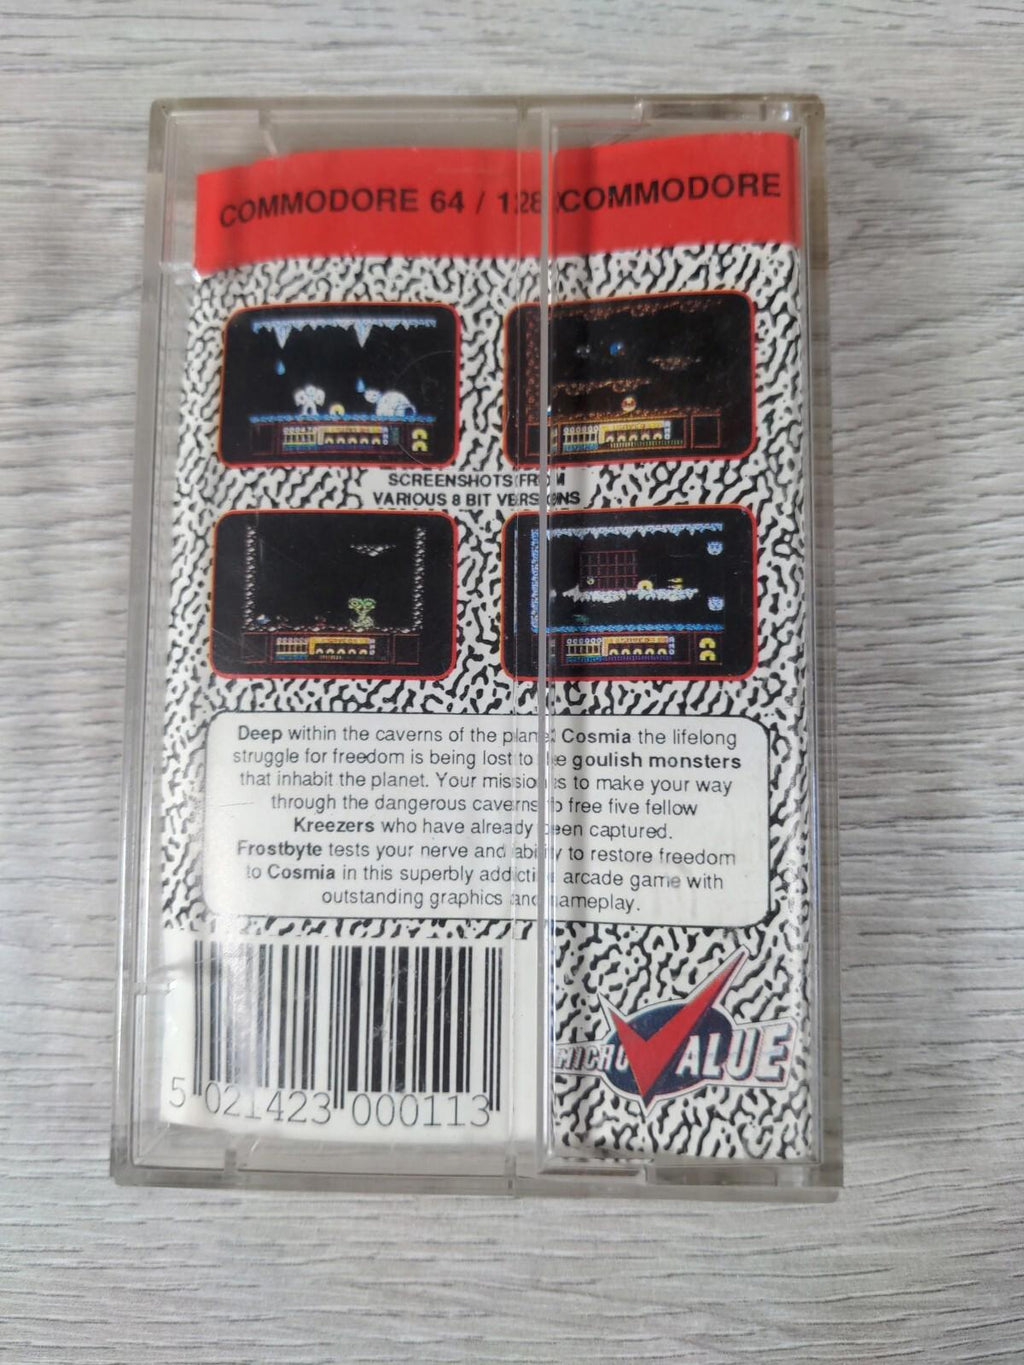 COMMODORE 64 / 128 COMMODORE
SCREENSHOTS FROM
VARIOUS 8 BIT VERSIONS
Deep within the caverns of the planet Cosmia the lifelong
struggle for freedom is being lost to the goulish monsters
that inhabit the planet. Your mission is to make your way
through the dangerous caverns to free five fellow
Kreezers who have already been captured.
Frostbyte tests your nerve and ability to restore freedom
to Cosmia in this superbly addictive arcade game with
outstanding graphics and gameplay.
MICRO VALUE
5 021423 000113